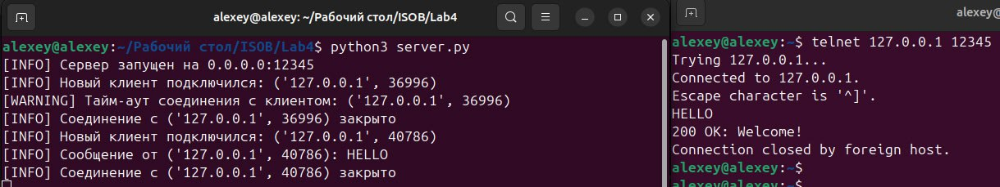 alexey@alexey: ~/Рабочий стол/ISOB/Lab4
alexey@alexey:~/Рабочий стол/ISOB/Lab4$ python3 server.py
[INFO] Сервер запущен на 0.0.0.0:12345
[INFO] Новый клиент подключился: ('127.0.0.1', 36996)
[WARNING] Тайм-аут соединения с клиентом: ('127.0.0.1', 36996)
[INFO] Соединение с ('127.0.0.1', 36996) закрыто
[INFO] Новый клиент подключился: ('127.0.0.1', 40786)
[INFO] Сообщение от ('127.0.0.1', 40786): HELLO
[INFO] Соединение с ('127.0.0.1', 40786) закрыто
alexey@a
alexey@alexey:~$ telnet 127.0.0.1 12345
Trying 127.0.0.1...
Connected to 127.0.0.1.
Escape character is '^]'.
HELLO
200 OK: Welcome!
Connection closed by foreign host.
alexey@alexey:~$
alexey@alexey:~$